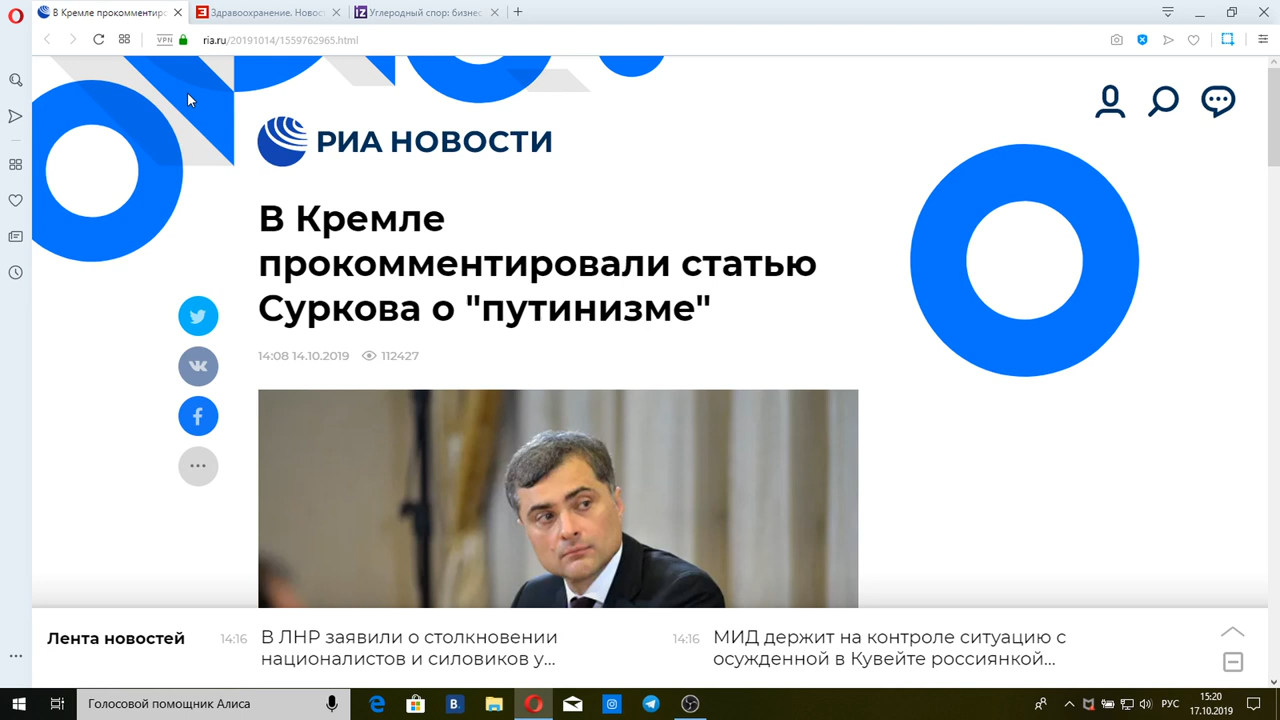 В Кремле прокомментирс
Здравоохранение. Новост
Углеродный спор: бизнес
VPN
ria.ru/20191014/1559762965.html
РИА НОВОСТИ
В Кремле
прокомментировали статью
Суркова о "путинизме"
14:08 14.10.2019 112427
Лента новостей
14:16
В ЛНР заявили о столкновении
националистов и силовиков у...
14:16
МИД держит на контроле ситуацию с
осужденной в Кувейте россиянкой...
Голосовой помощник Алиса
РУС
15:20
17.10.2019